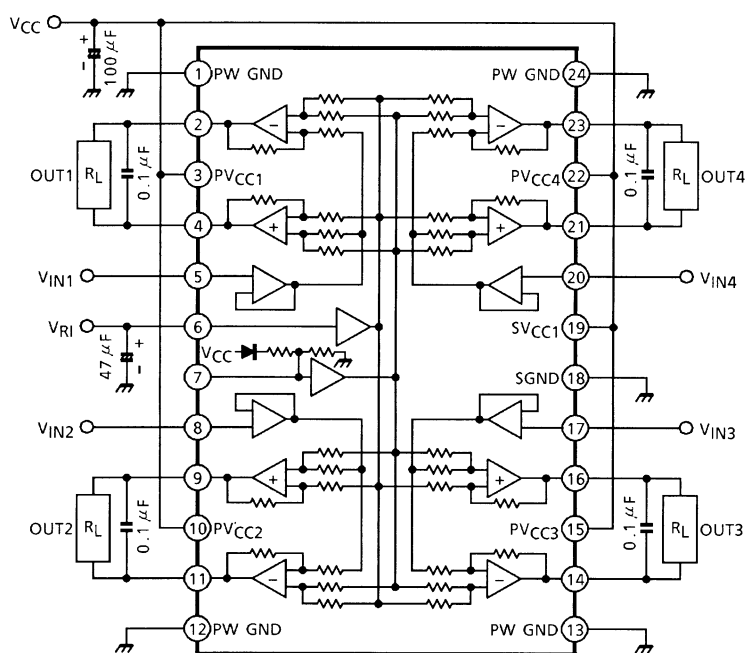 VCC
+
-
100 μF
1 PW GND
PW GND 24
2
-
-
23
OUT1
RL
0.1 μF
3 PVCC1
PVCC4 22
0.1 μF
RL
OUT4
4
+
+
21
VIN1
5
20
VIN4
VRI
6
SVCC1 19
47 μF
+
-
VCC
7
SGND 18
VIN2
8
17
VIN3
9
+
+
16
OUT2
RL
0.1 μF
10 PVCC2
PVCC3 15
0.1 μF
RL
OUT3
11
-
-
14
12 PW GND
PW GND 13